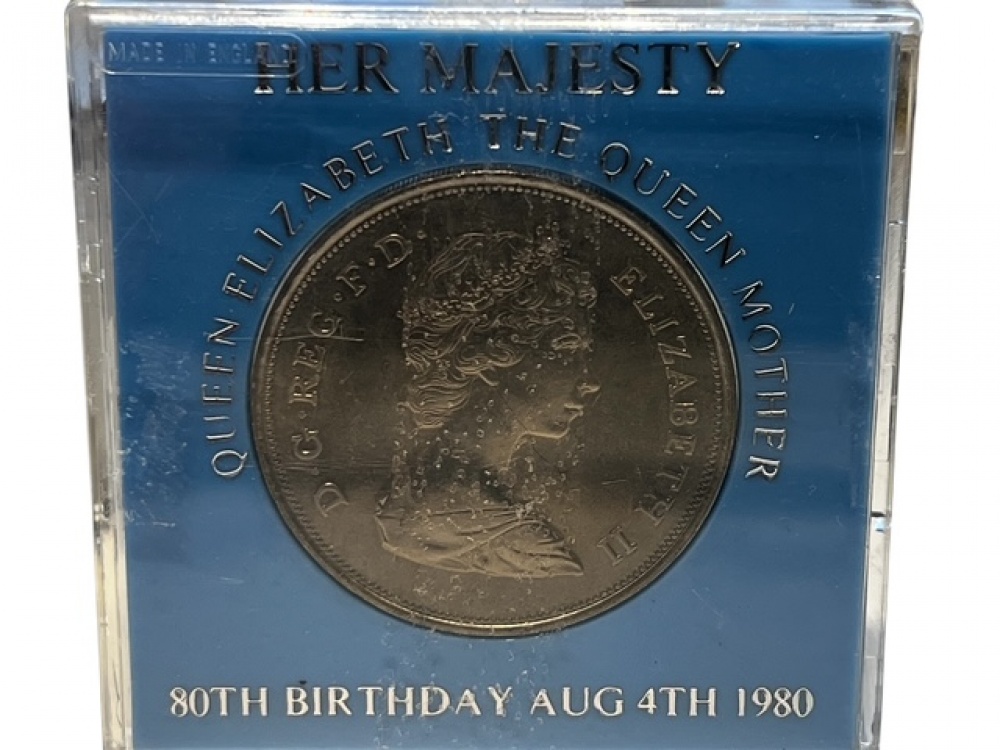 MADE IN ENGLAND
HER MAJESTY
QUEEN ELIZABETH THE QUEEN MOTHER
D·G·REG·F·D·
ELIZABETH II
80TH BIRTHDAY AUG 4TH 1980